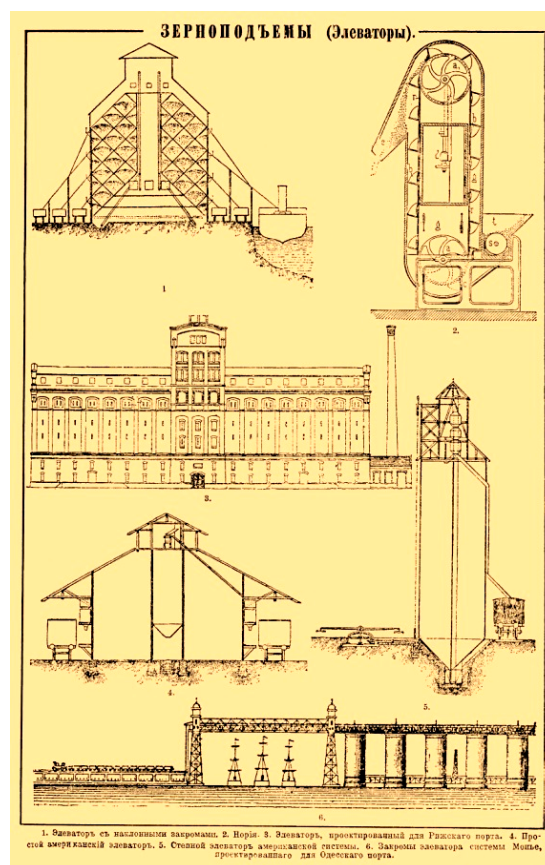 ЗЕРНОПОДЪЕМЫ (Элеваторы).
1
2.
3.
4.
5.
6.
1. Элеваторъ съ наклонными закромами. 2. Норія. 3. Элеваторъ, проектированный для Рижскаго порта. 4. Про-
стой американскій элеваторъ. 5. Степной элеваторъ американской системы. 6. Закромы элеватора системы Монье,
проектированнаго для Одесскаго порта.